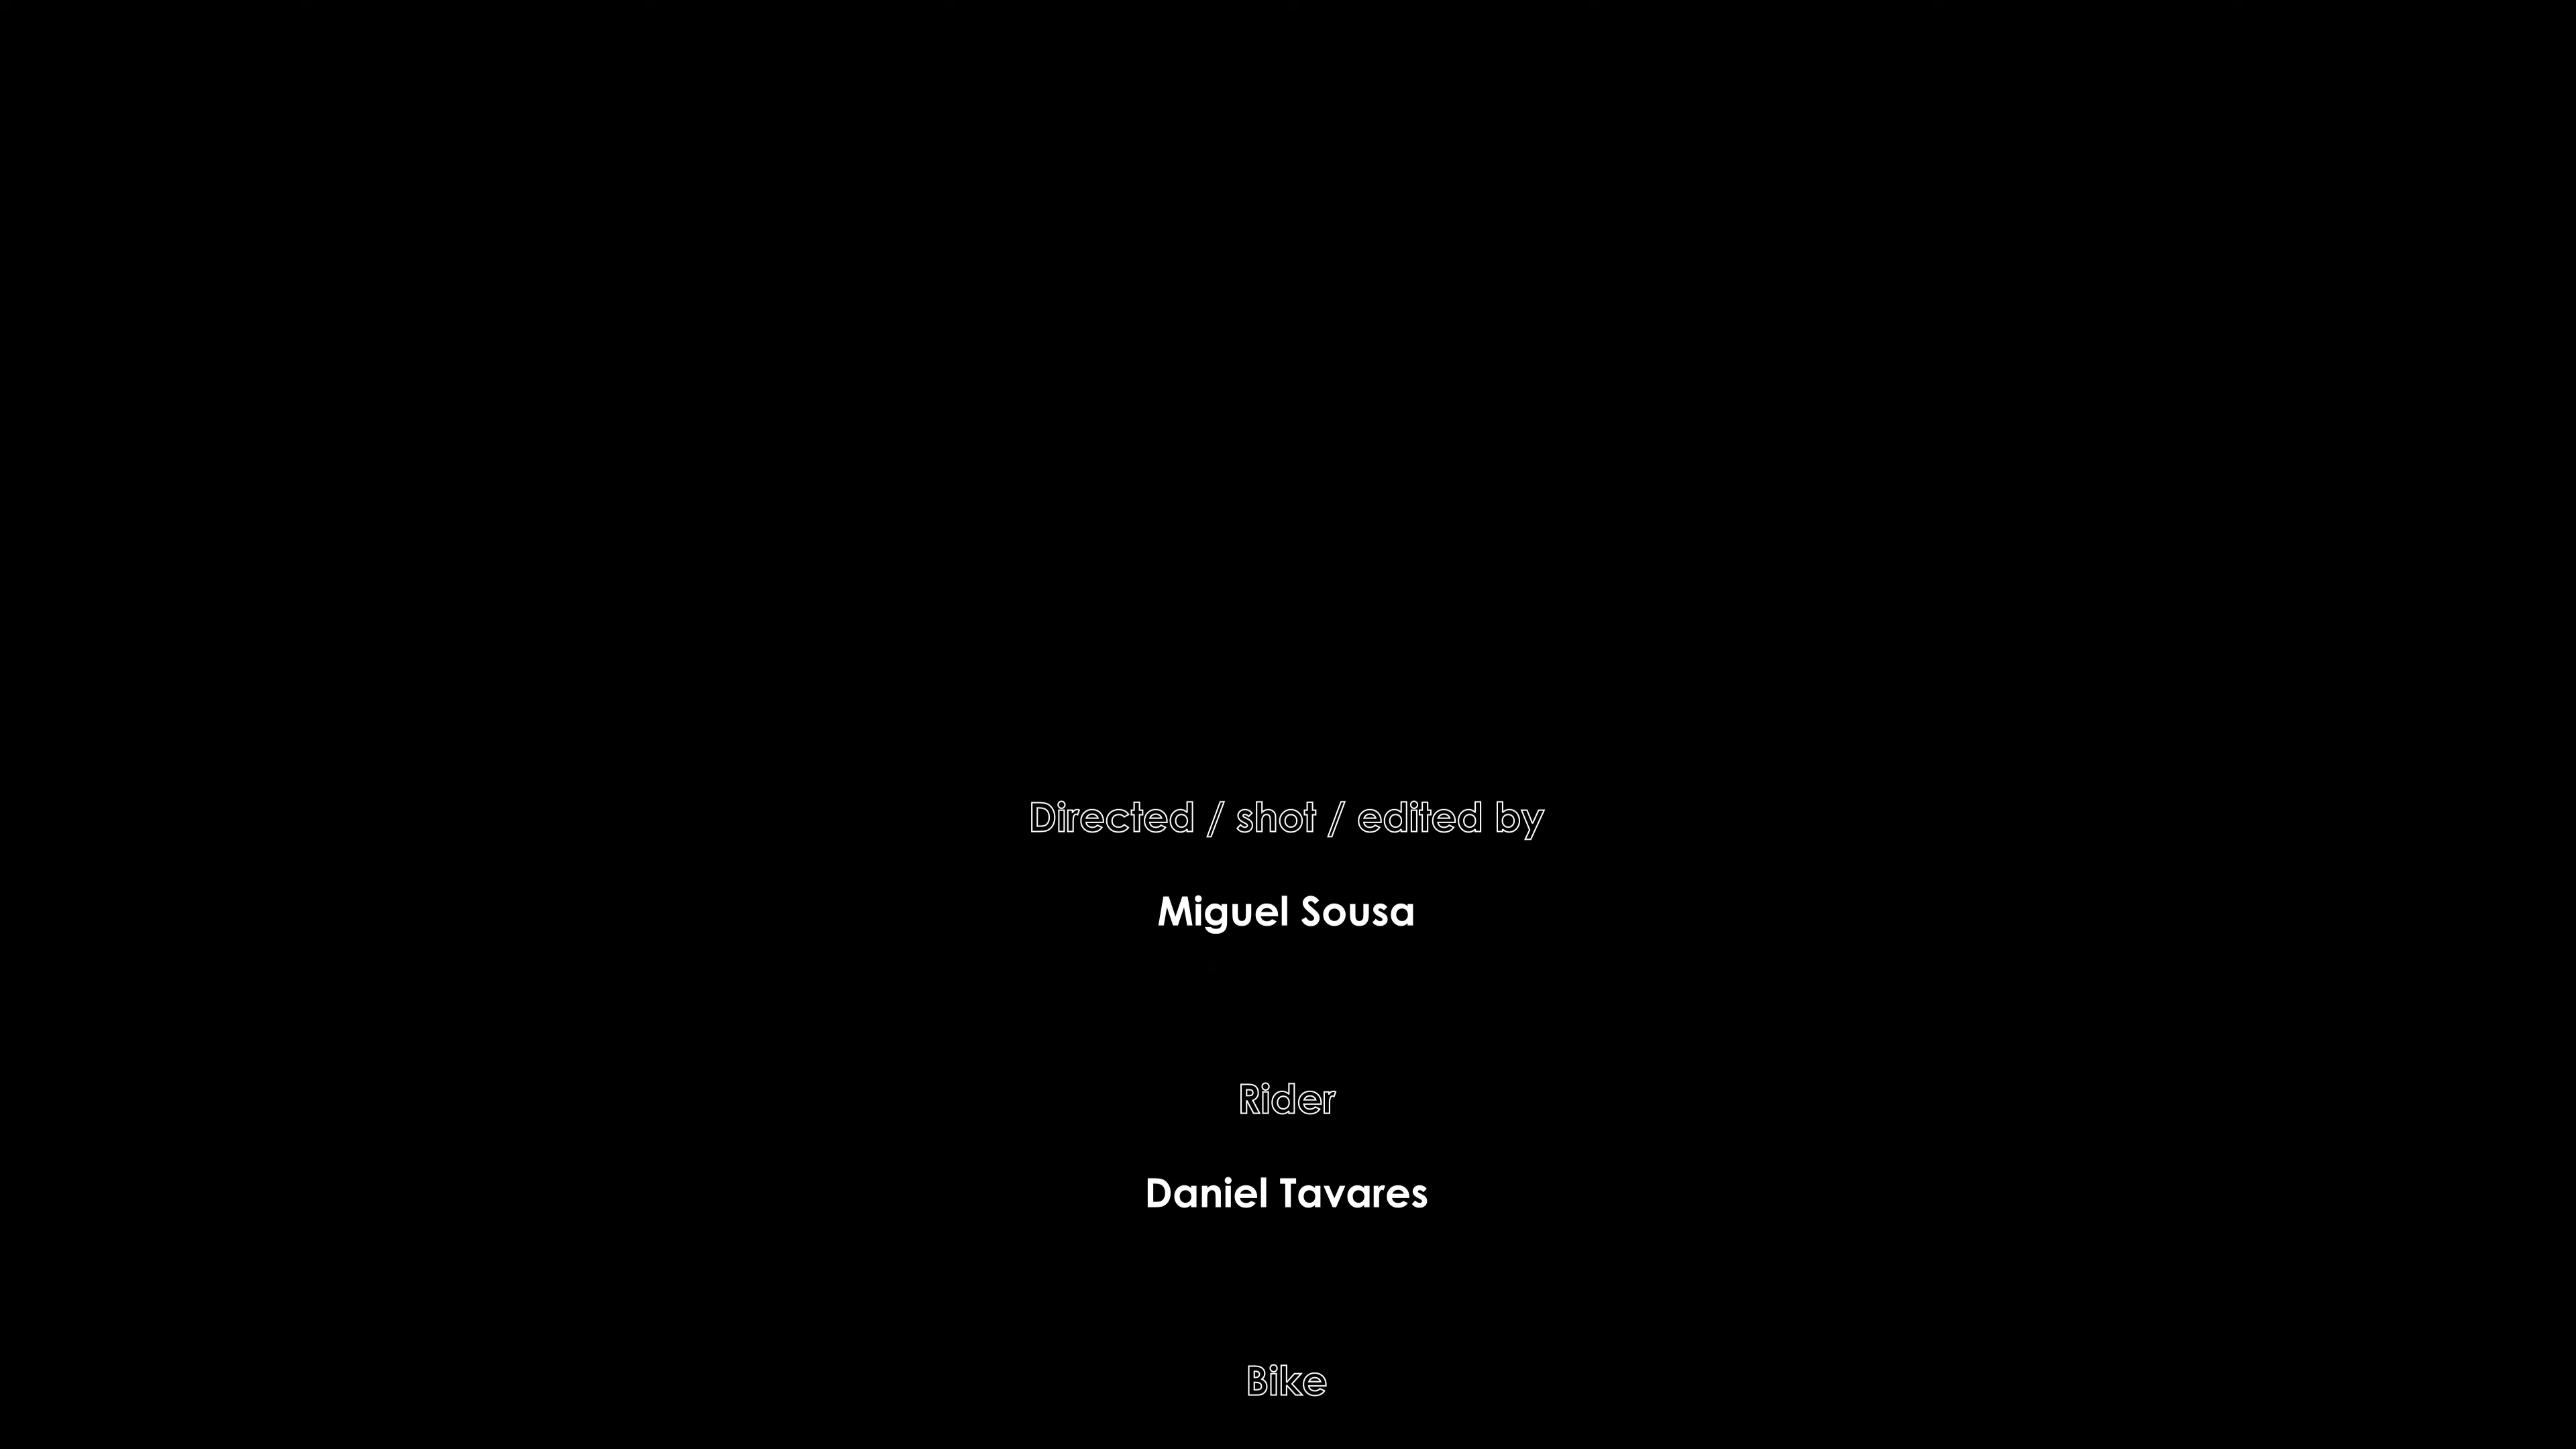 Directed / shot / edited by
Miguel Sousa
Rider
Daniel Tavares
Bike